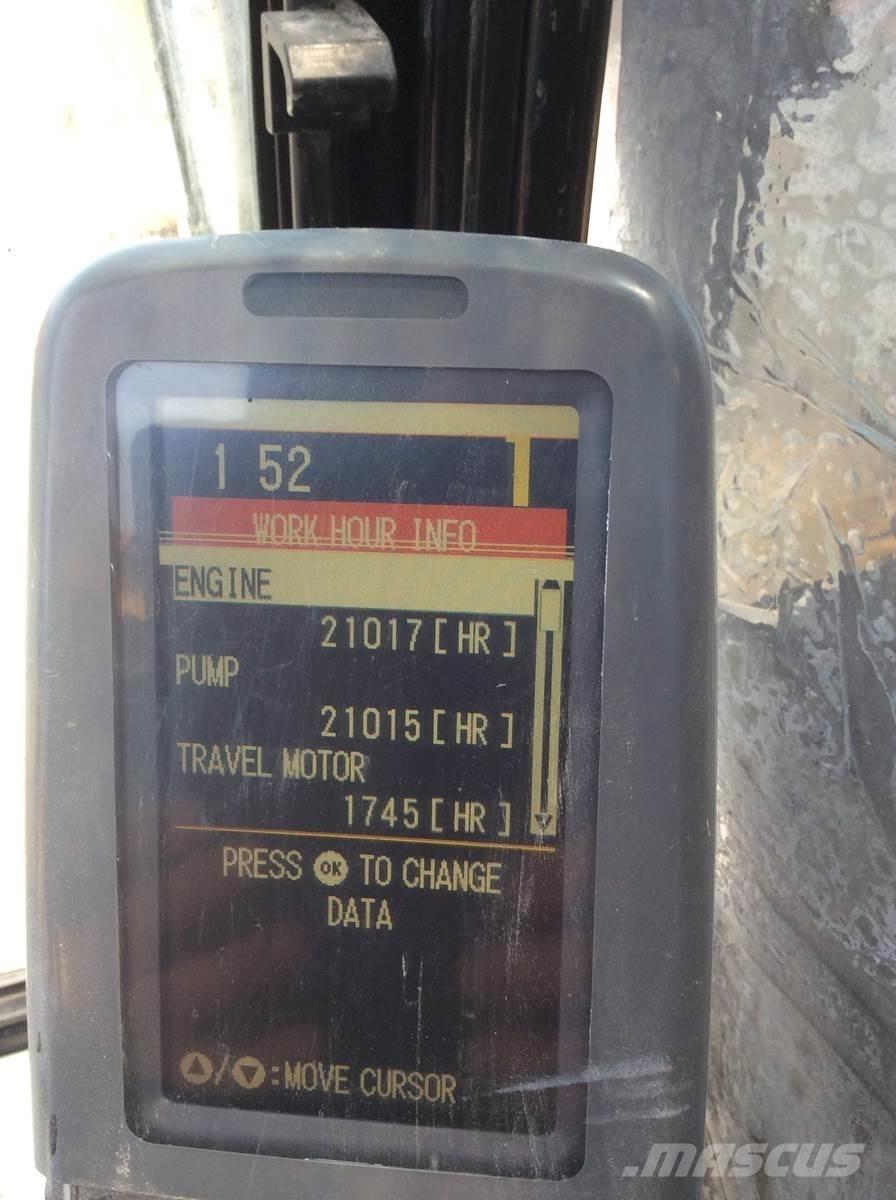 1 52
WORK HOUR INFO
ENGINE
21017[HR]
PUMP
21015[HR]
TRAVEL MOTOR
1745[HR]
PRESS OK TO CHANGE
DATA
/ :MOVE CURSOR
.MASCUS